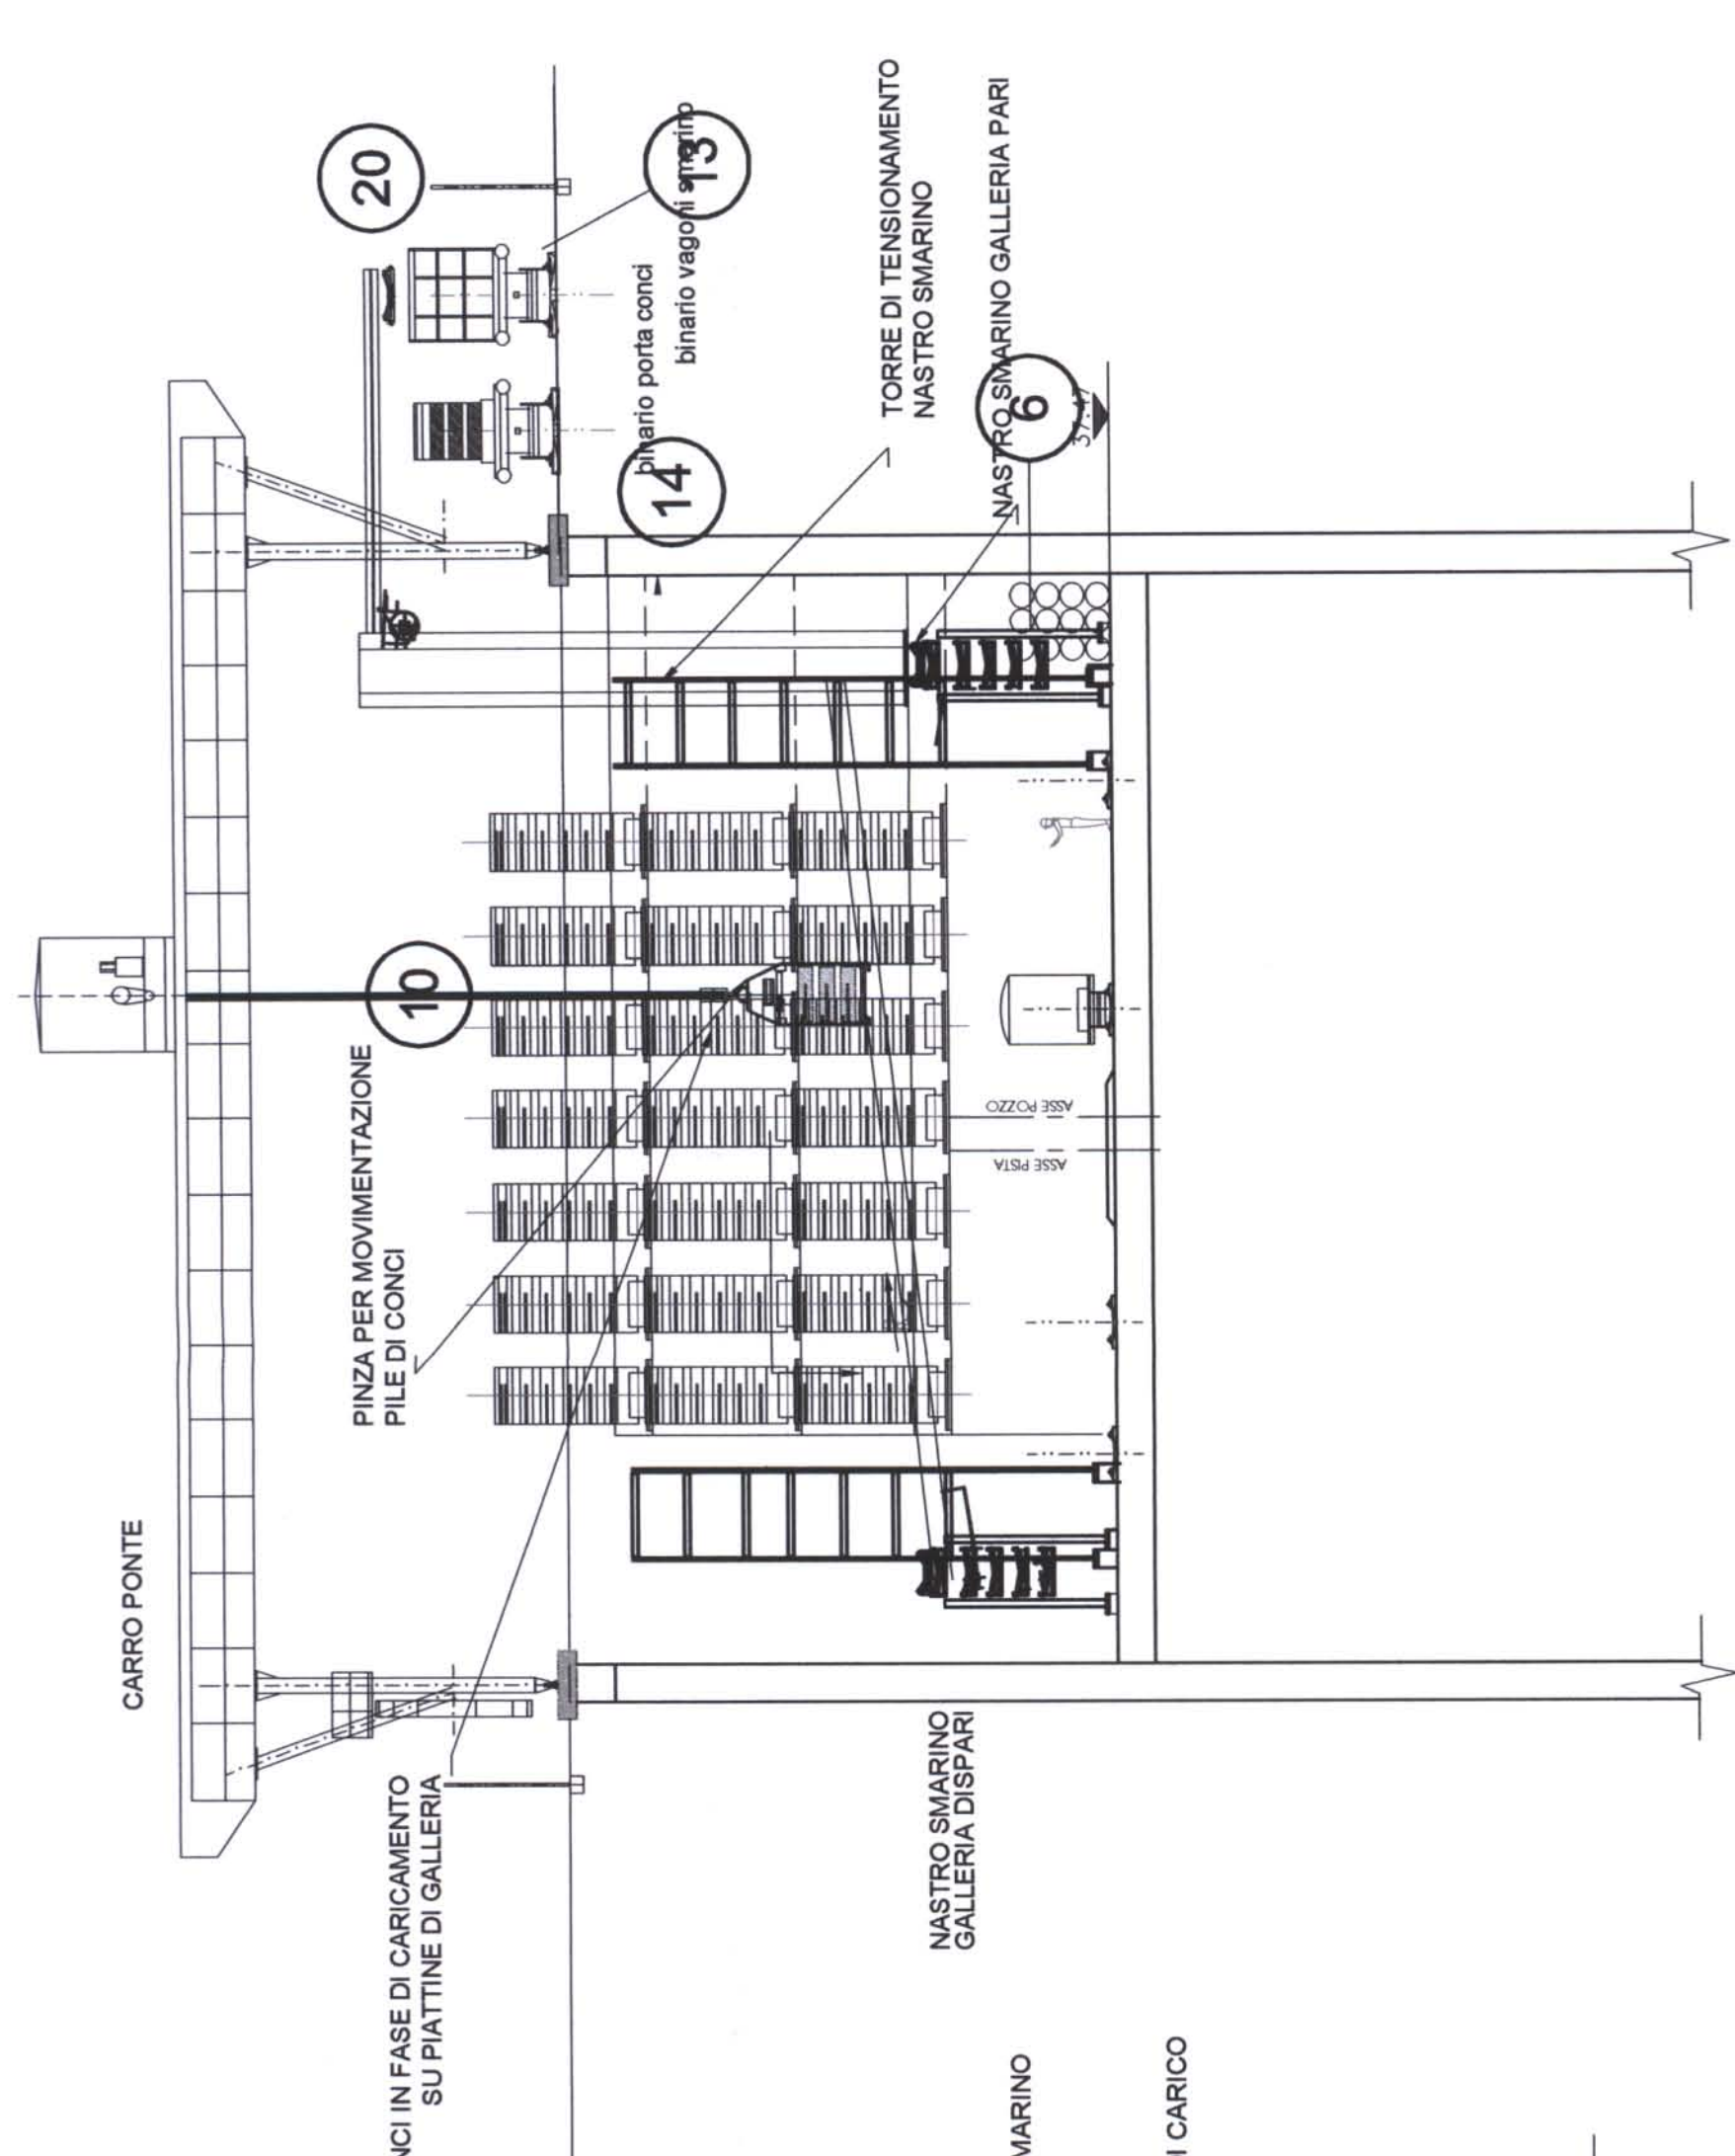 CARRO PONTE
PINZA PER MOVIMENTAZIONE
PILE DI CONCI
NCI IN FASE DI CARICAMENTO
SU PIATTINE DI GALLERIA
10
20
13
binario vagoni smarino
binario porta conci
14
TORRE DI TENSIONAMENTO
NASTRO SMARINO
NASTRO SMARINO GALLERIA PARI
6
37.47
ASSE POZZO
ASSE PISTA
NASTRO SMARINO
GALLERIA DISPARI
MARINO
I CARICO